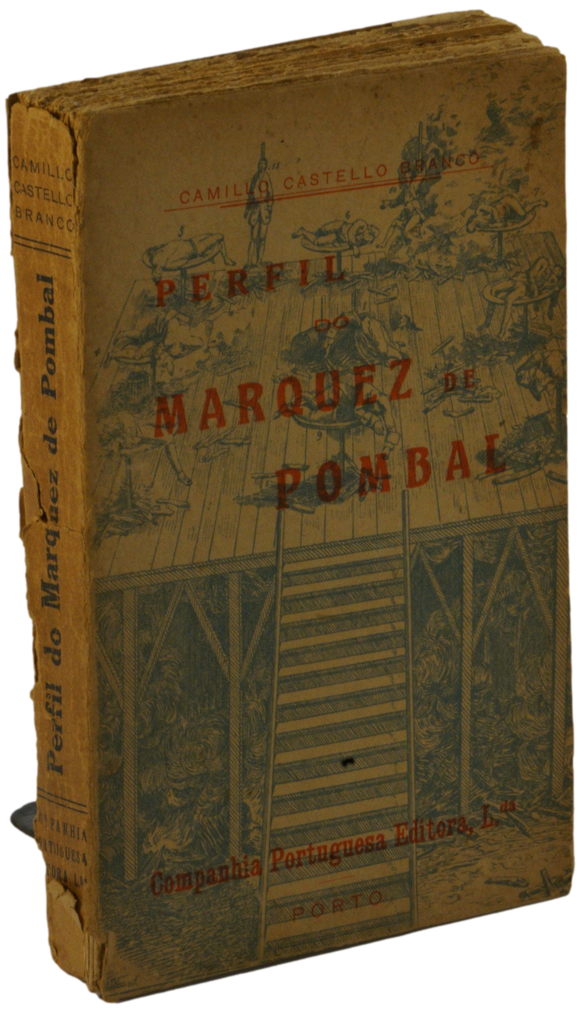 CAMILLO CASTELLO BRANCO
PERFIL
DO
MARQUEZ DE
POMBAL
Companhia Portuguesa Editora, L.da
PORTO
CAMILLO
CASTELLO
BRANCO
Perfil do Marquez de Pombal